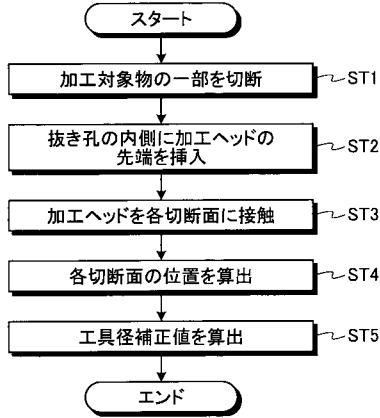 スタート
加工対象物の一部を切断
ST1
抜き孔の内側に加工ヘッドの
先端を挿入
ST2
加工ヘッドを各切断面に接触
ST3
各切断面の位置を算出
ST4
工具径補正値を算出
ST5
エンド